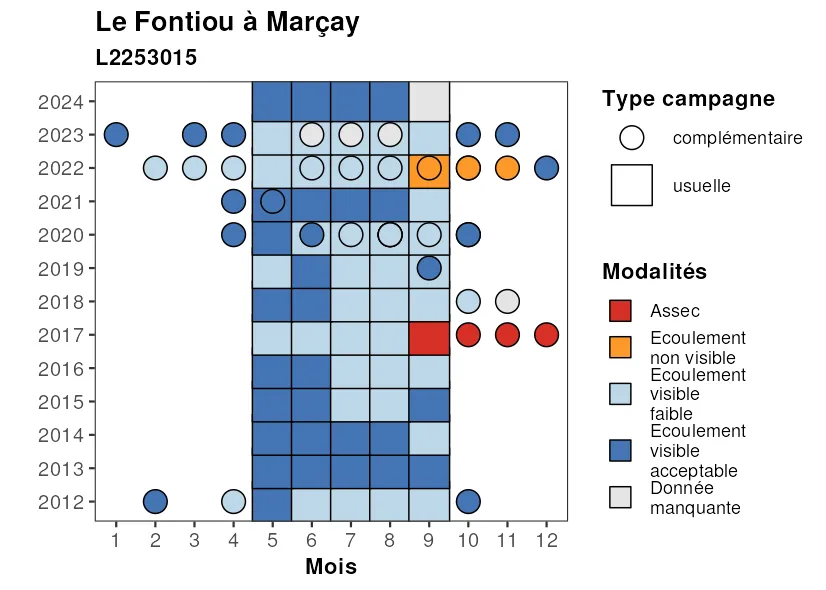 Le Fontiou à Marçay
L2253015
2024
2023
2022
2021
2020
2019
2018
2017
2016
2015
2014
2013
2012
1 2 3 4 5 6 7 8 9 10 11 12
Mois
Type campagne
complémentaire
usuelle
Modalités
Assec
Ecoulement
non visible
Ecoulement
visible
faible
Ecoulement
visible
acceptable
Donnée
manquante